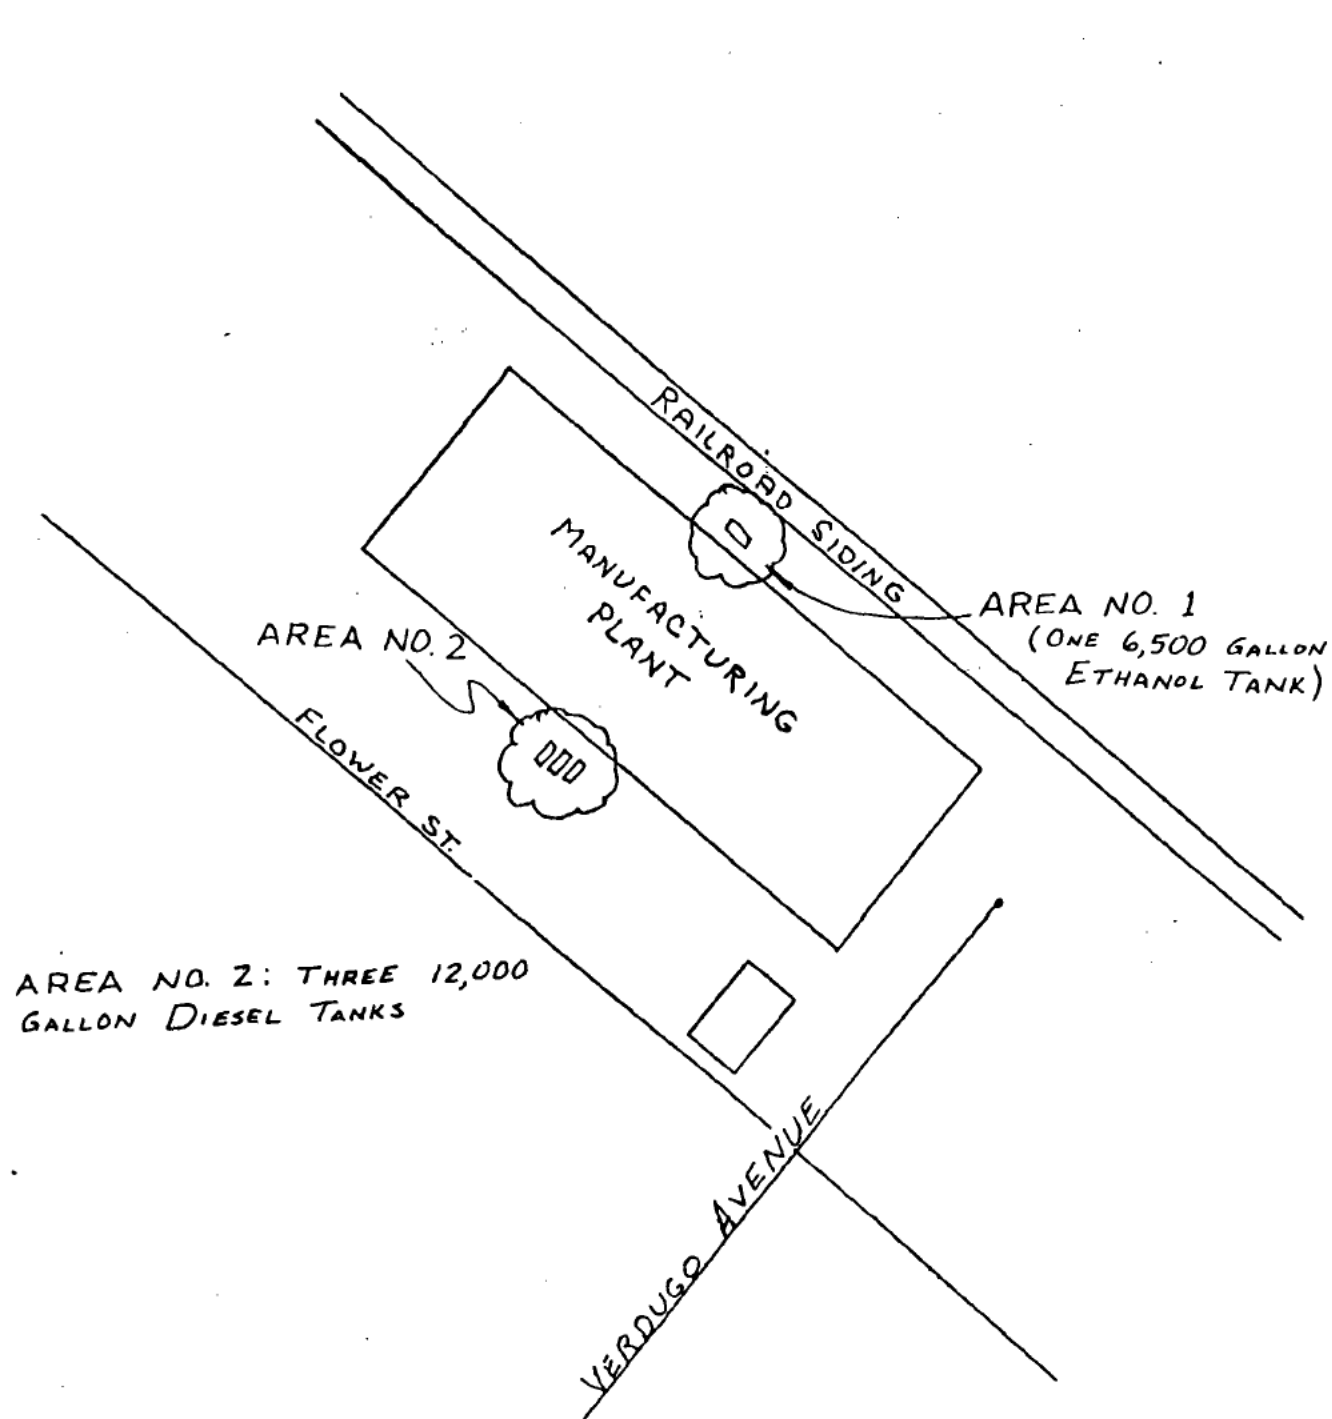 RAILROAD SIDING
MANUFACTURING
PLANT
AREA NO. 1
(ONE 6,500 GALLON
ETHANOL TANK)
AREA NO. 2
FLOWER ST.
AREA NO. 2: THREE 12,000
GALLON DIESEL TANKS
VERDUGO AVENUE